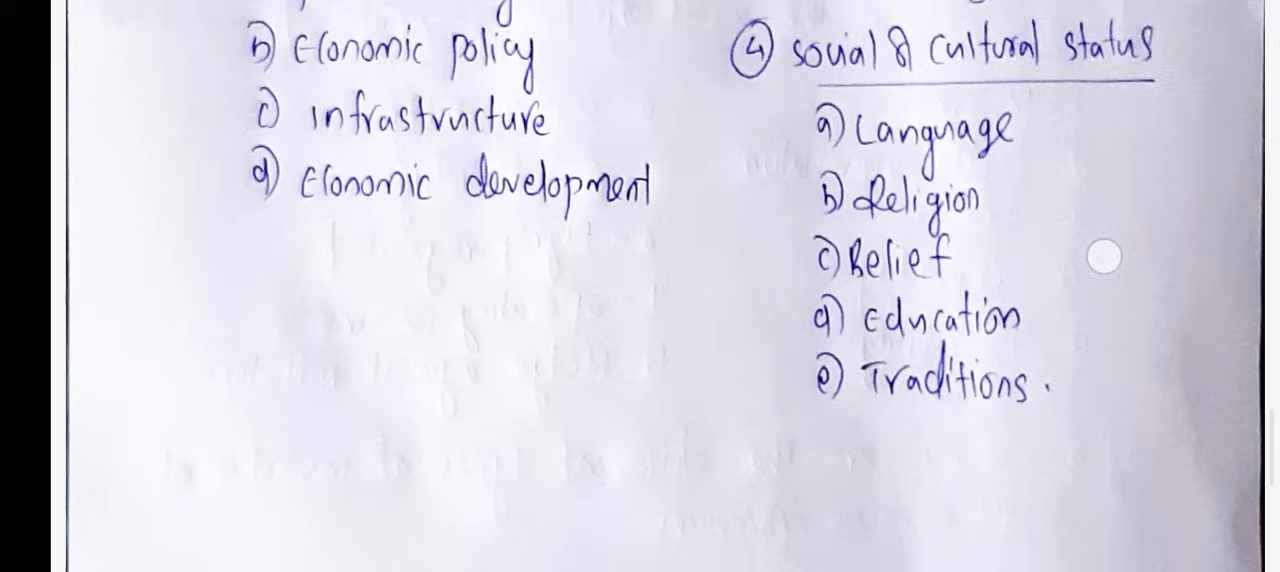 b) Economic policy
c) infrastructure
d) Economic development
④ social & cultural status
a) Language
b) Religion
c) Belief
d) Education
e) Traditions.